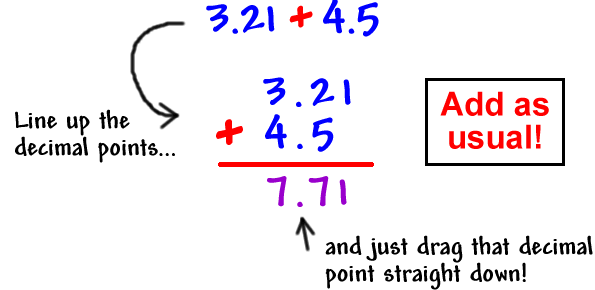 3.21 + 4.5
Line up the
decimal points...
3.21
+ 4.5
7.71
Add as
usual!
and just drag that decimal
point straight down!